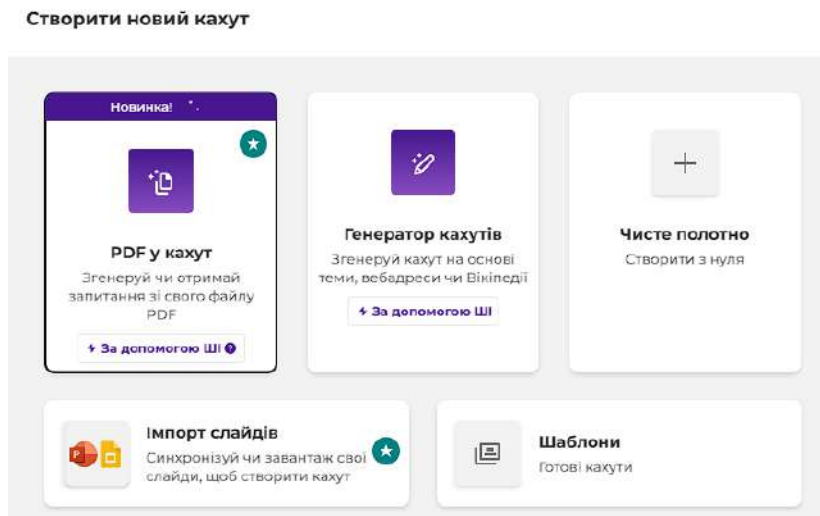 Створити новий кахут
Новинка!
PDF у кахут
Згенеруй чи отримай
запитання зі свого файлу
PDF
За допомогою ШІ
Генератор кахутів
Згенеруй кахут на основі
теми, вебадреси чи Вікіпедії
За допомогою ШІ
Чисте полотно
Створити з нуля
Імпорт слайдів
Синхронізуй чи завантаж свої
слайди, щоб створити кахут
Шаблони
Готові кахути